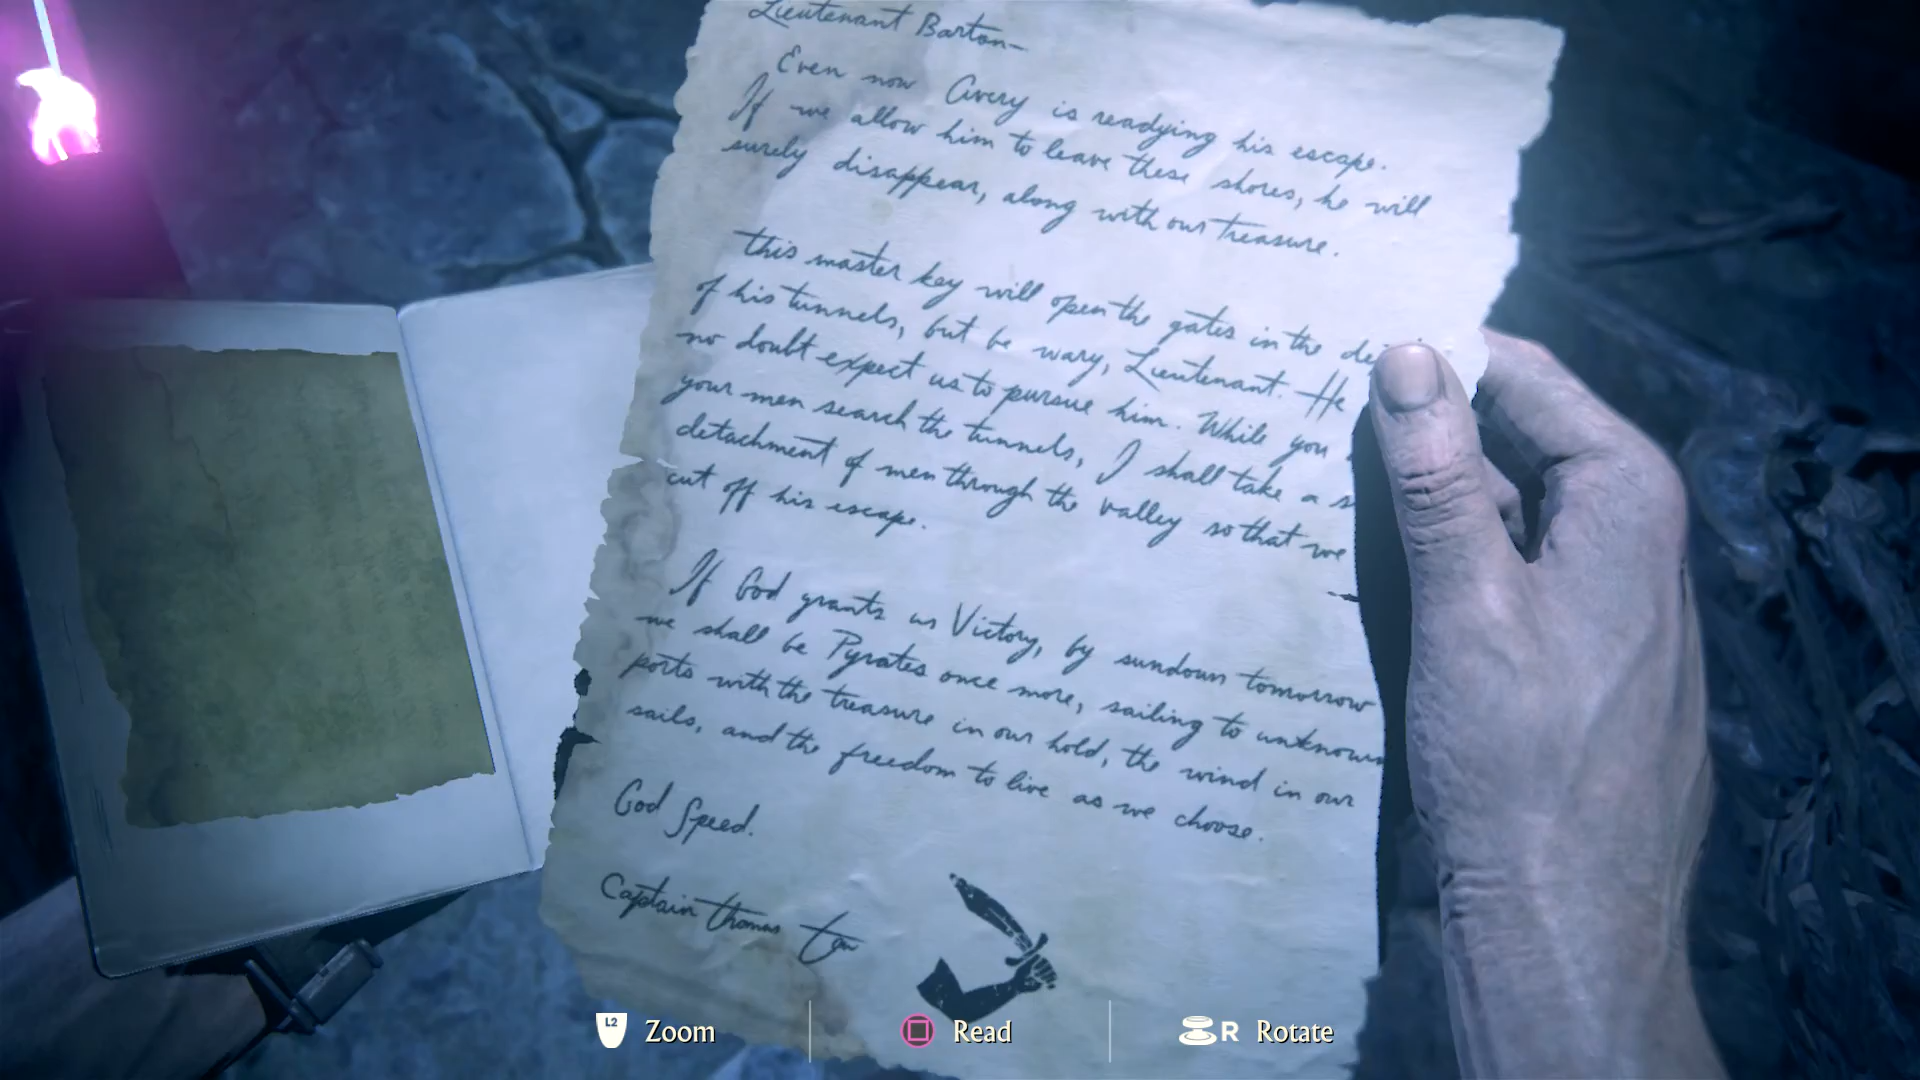 Lieutenant Barton—
Even now Avery is readying his escape.
If we allow him to leave these shores, he will
surely disappear, along with our treasure.
This master key will open the gates in the
of his tunnels, but be wary, Lieutenant. He
no doubt expect us to pursue him. While you
your men search the tunnels, I shall take a
detachment of men through the valley so that we
cut off his escape.
If God grants us Victory, by sundown tomorrow
we shall be Pyrates once more, sailing to unknown
ports with the treasure in our hold, the wind in our
sails, and the freedom to live as we choose.
God Speed.
Captain Thomas Tew
L2 Zoom
Read
R Rotate